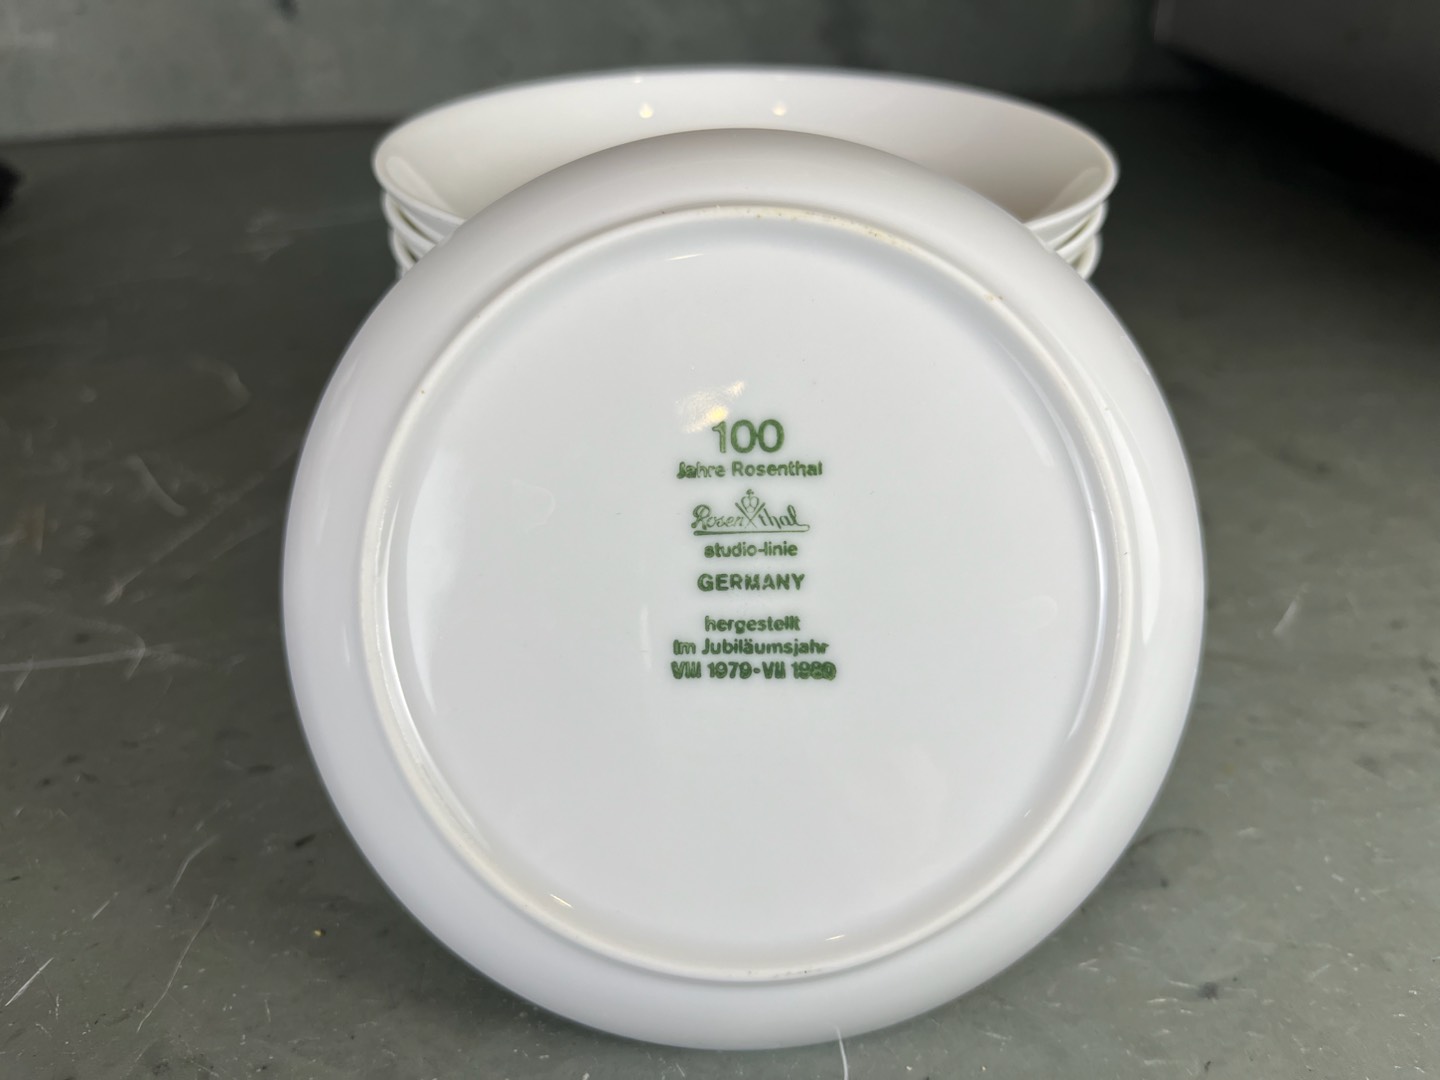 100
Jahre Rosenthal
Rosenthal
studio-linie
GERMANY
hergestellt
im Jubiläumsjahr
VIII 1979-VII 1980